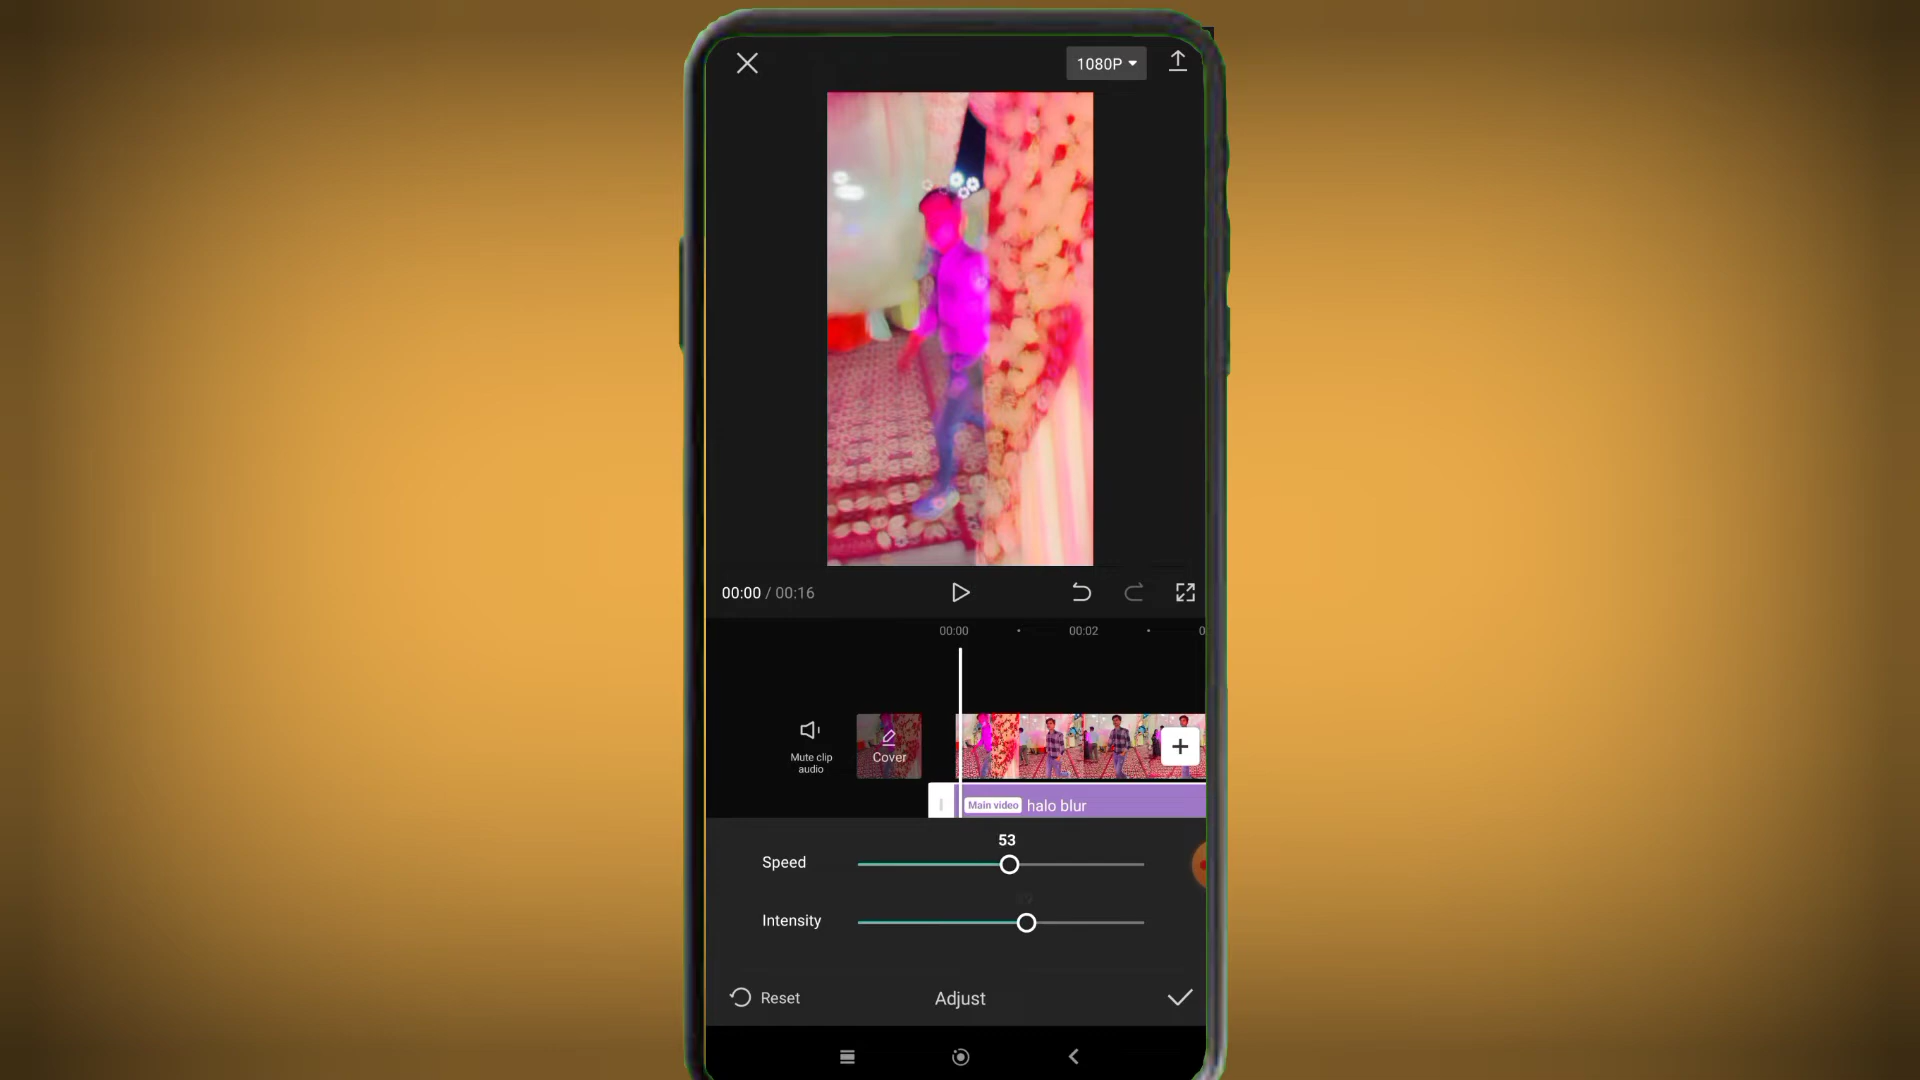 1080P
00:00 / 00:16
00:00
00:02
Mute clip
audio
Cover
Main video halo blur
53
Speed
Intensity
Reset
Adjust